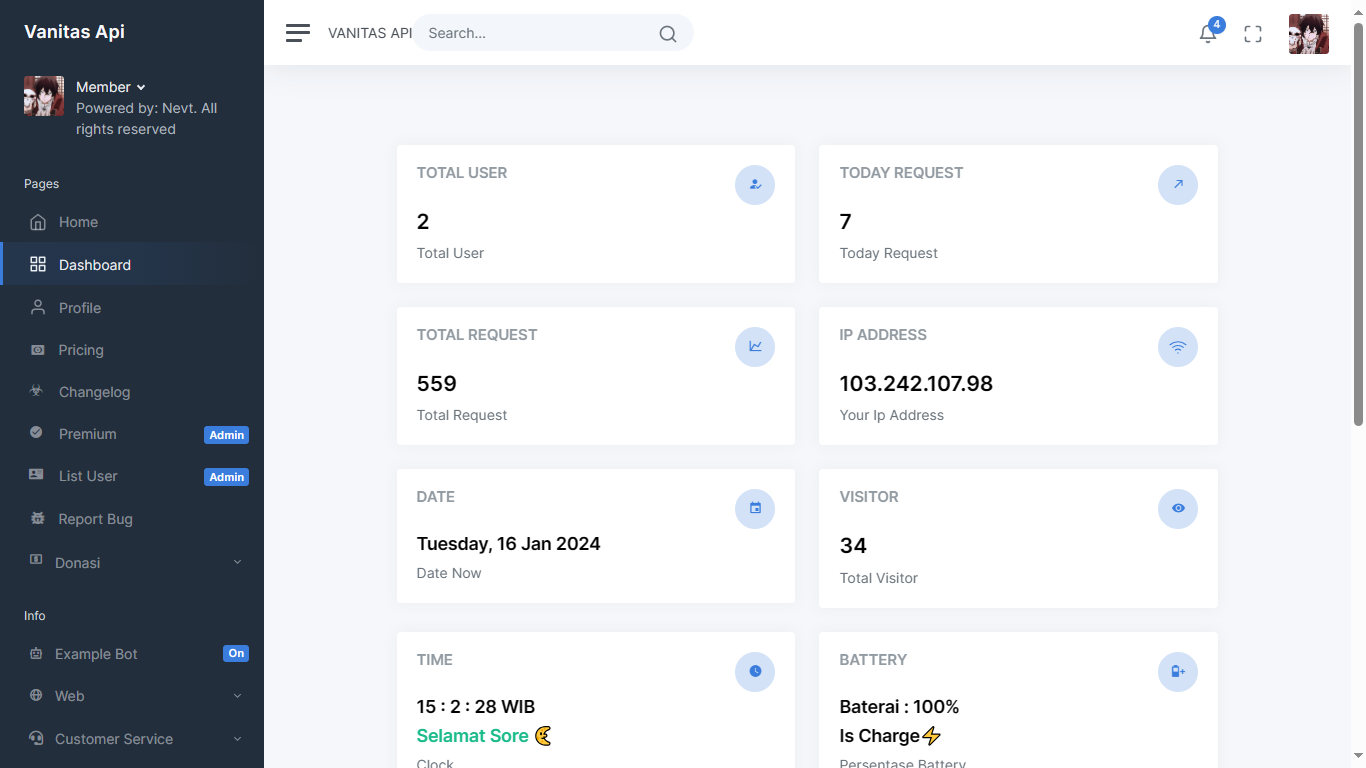 Vanitas Api
Member
Powered by: Nevt. All
rights reserved
Pages
Home
Dashboard
Profile
Pricing
Changelog
Premium Admin
List User Admin
Report Bug
Donasi
Info
Example Bot On
Web
Customer Service
VANITAS API
Search...
4
TOTAL USER
2
Total User
TODAY REQUEST
7
Today Request
TOTAL REQUEST
559
Total Request
IP ADDRESS
103.242.107.98
Your Ip Address
DATE
Tuesday, 16 Jan 2024
Date Now
VISITOR
34
Total Visitor
TIME
15 : 2 : 28 WIB
Selamat Sore
Clock
BATTERY
Baterai : 100%
Is Charge⚡
Persentase Battery